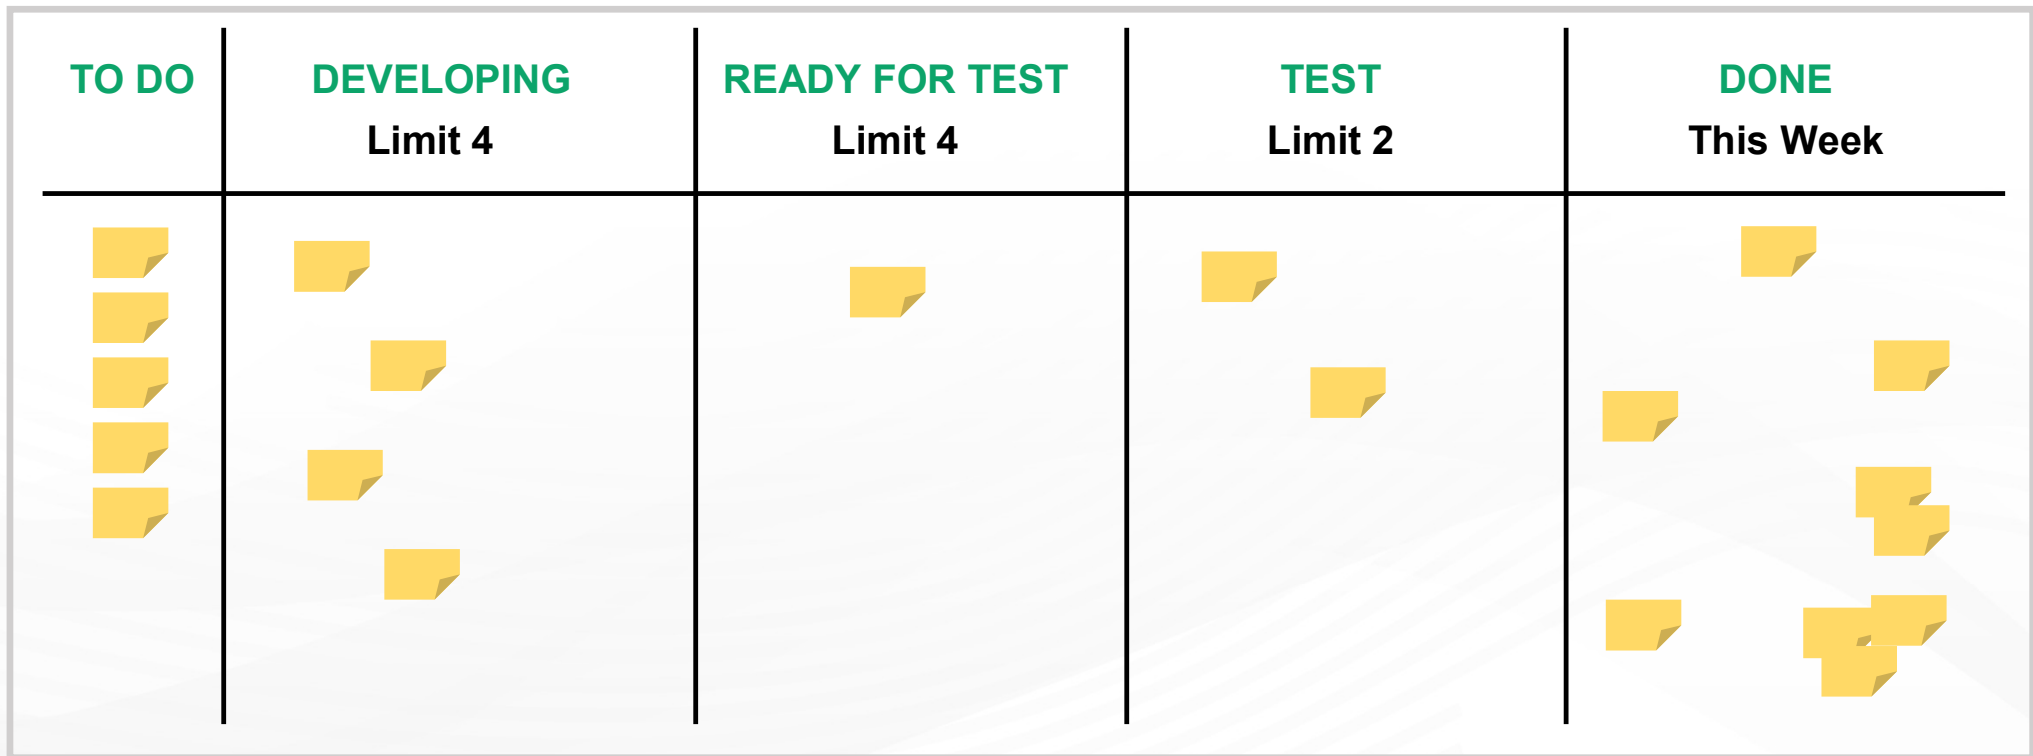 TO DO
DEVELOPING
Limit 4
READY FOR TEST
Limit 4
TEST
Limit 2
DONE
This Week